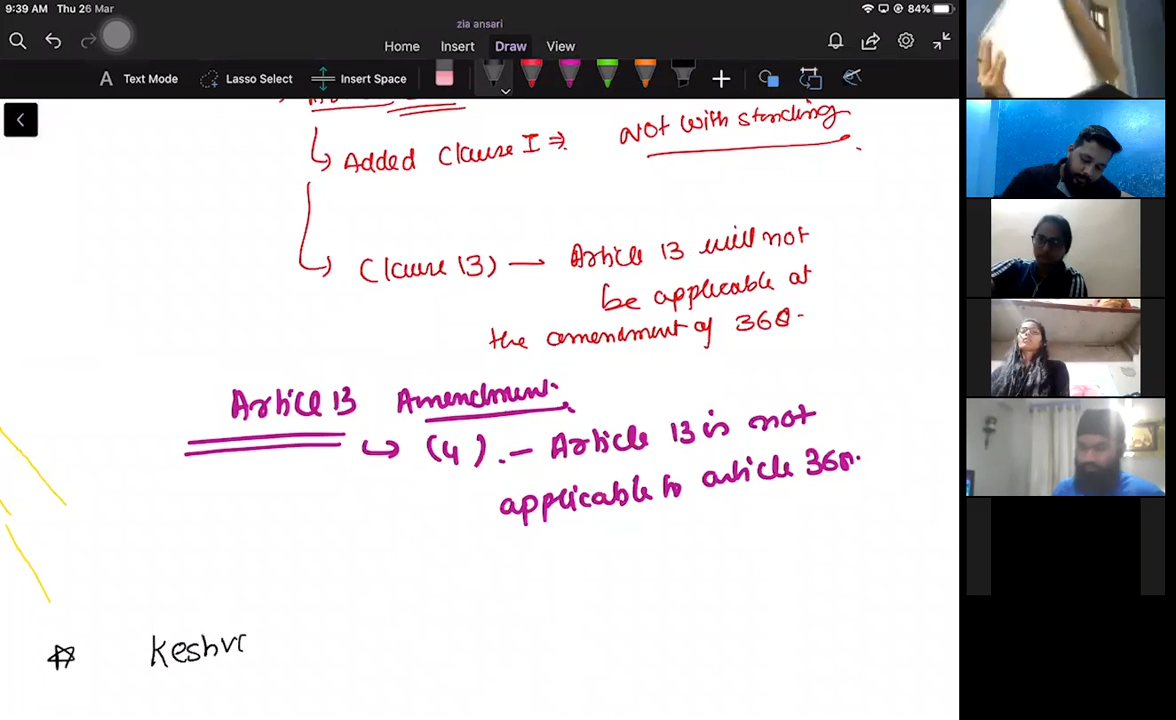 9:39 AM Thu 26 Mar
84%
zia ansari
Home Insert Draw View
Text Mode
Lasso Select
Insert Space
Added Clause I ⇒ Not with standing
Clause 13) — Article 13 will not
be applicable at
the amendment of 368.
Article 13 Amendment.
(4). — Article 13 is not
applicable to article 368.
Keshva